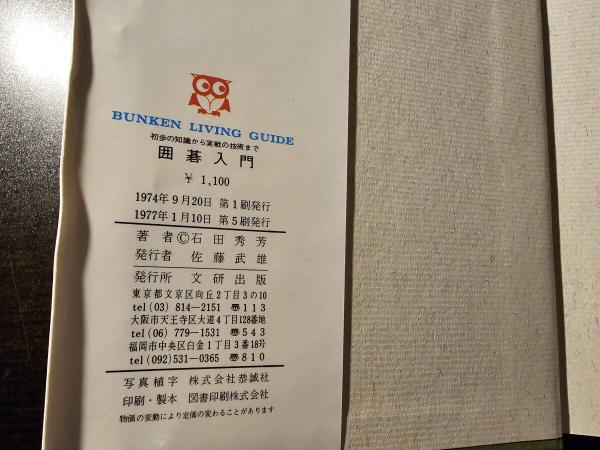 BUNKEN LIVING GUIDE
初歩の知識から実戦の技術まで
囲碁入門
¥ 1,100
1974年9月20日 第1刷発行
1977年1月10日 第5刷発行
著者©石田秀芳
発行者 佐藤武雄
発行所 文研出版
東京都文京区向丘2丁目3の10
tel (03) 814-2151 〠113
大阪市天王寺区大道4丁目128番地
tel (06) 779-1531 〠543
福岡市中央区白金1丁目3番18号
tel (092)531-0365 〠810
写真植字 株式会社恭誠社
印刷・製本 図書印刷株式会社
物価の変動により定価の変わることがあります